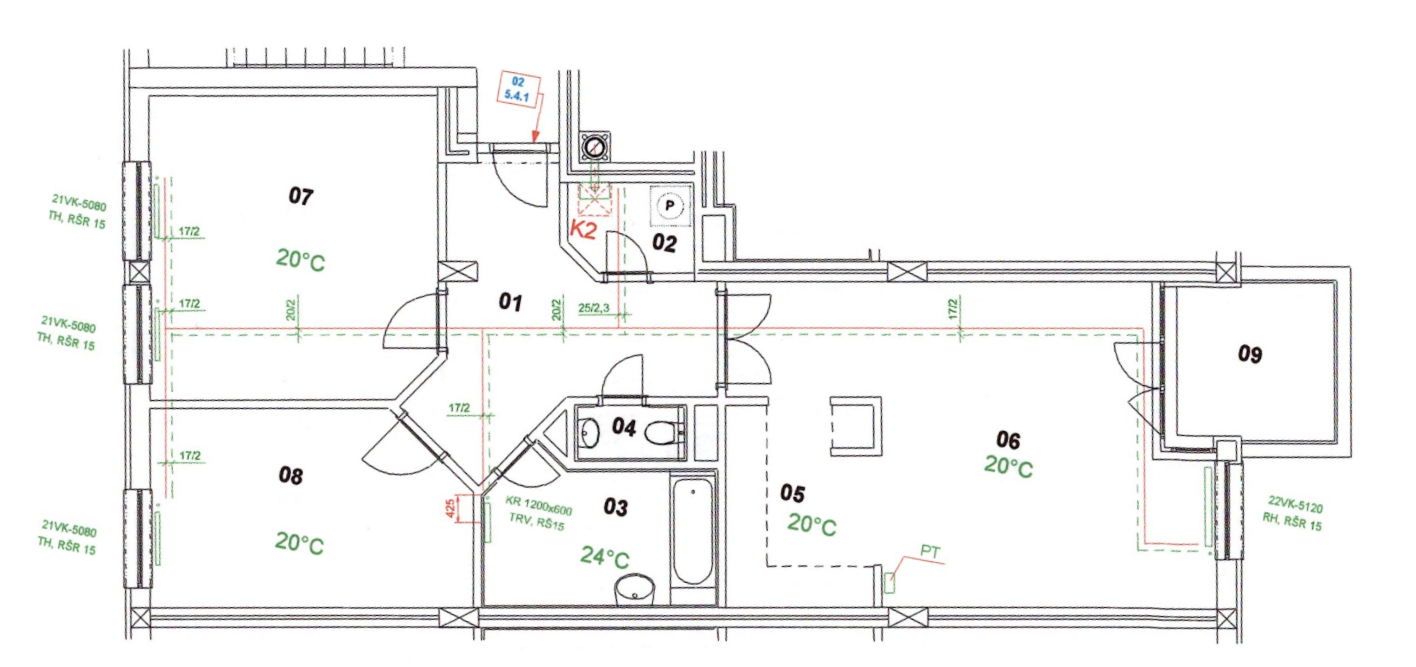 02
5.4.1
07
21VK-5080
TH, RŠR 15
17/2
20°C
K2
P
02
17/2
20/2
01
20/2
25/2,3
17/2
21VK-5080
TH, RŠR 15
09
17/2
04
06
20°C
17/2
08
05
20°C
KR 1200x600
TRV, RŠ15
03
425
22VK-5120
RH, RŠR 15
21VK-5080
TH, RŠR 15
20°C
24°C
PT